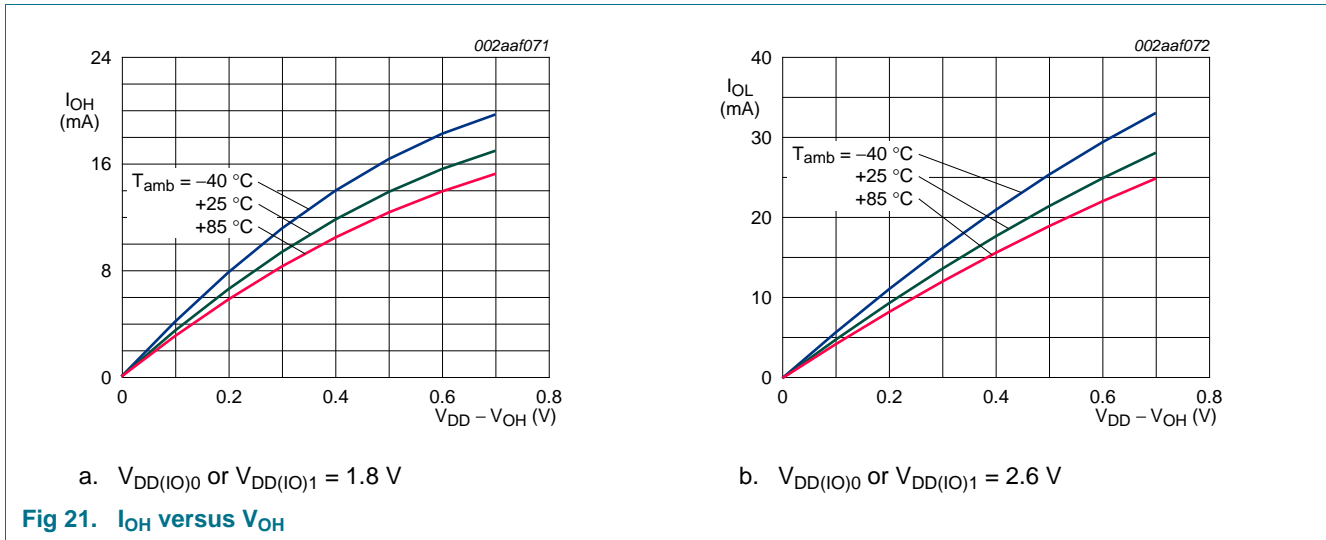 002aaf071
24
I_OH
(mA)
16
T_amb = −40 °C
+25 °C
+85 °C
8
0
0 0.2 0.4 0.6 0.8
V_DD − V_OH (V)
a. V_DD(IO)0 or V_DD(IO)1 = 1.8 V
002aaf072
40
I_OL
(mA)
30
T_amb = −40 °C
+25 °C
+85 °C
20
10
0
0 0.2 0.4 0.6 0.8
V_DD − V_OH (V)
b. V_DD(IO)0 or V_DD(IO)1 = 2.6 V
Fig 21. I_OH versus V_OH